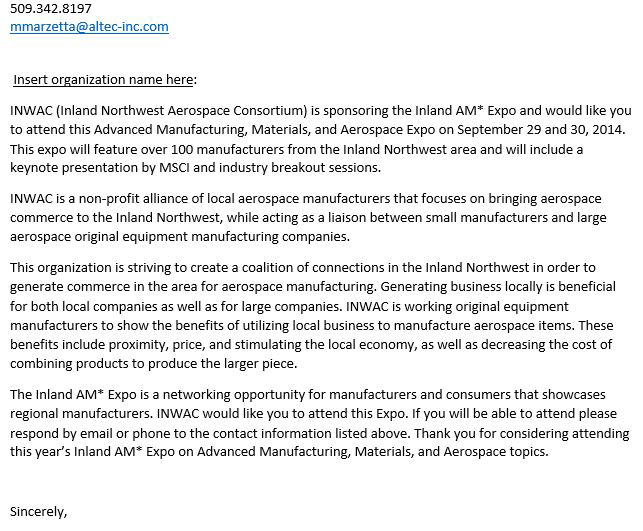 509.342.8197
mmarzetta@altec-inc.com
Insert organization name here:
INWAC (Inland Northwest Aerospace Consortium) is sponsoring the Inland AM* Expo and would like you
to attend this Advanced Manufacturing, Materials, and Aerospace Expo on September 29 and 30, 2014.
This expo will feature over 100 manufacturers from the Inland Northwest area and will include a
keynote presentation by MSCI and industry breakout sessions.
INWAC is a non-profit alliance of local aerospace manufacturers that focuses on bringing aerospace
commerce to the Inland Northwest, while acting as a liaison between small manufacturers and large
aerospace original equipment manufacturing companies.
This organization is striving to create a coalition of connections in the Inland Northwest in order to
generate commerce in the area for aerospace manufacturing. Generating business locally is beneficial
for both local companies as well as for large companies. INWAC is working original equipment
manufacturers to show the benefits of utilizing local business to manufacture aerospace items. These
benefits include proximity, price, and stimulating the local economy, as well as decreasing the cost of
combining products to produce the larger piece.
The Inland AM* Expo is a networking opportunity for manufacturers and consumers that showcases
regional manufacturers. INWAC would like you to attend this Expo. If you will be able to attend please
respond by email or phone to the contact information listed above. Thank you for considering attending
this year's Inland AM* Expo on Advanced Manufacturing, Materials, and Aerospace topics.
Sincerely,